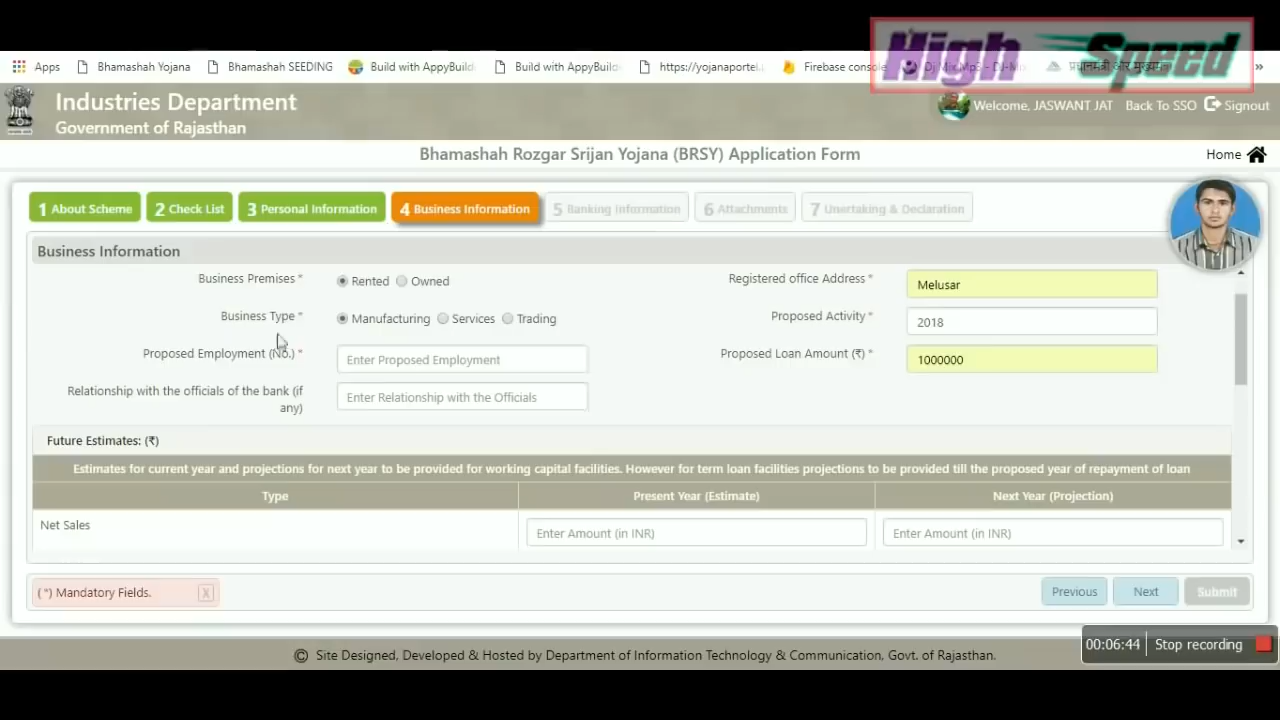 High Speed
Apps Bhamashah Yojana Bhamashah SEEDING Build with AppyBuild Build with AppyBuild https://yojanaportel. Firebase console »
Industries Department
Government of Rajasthan
Welcome, JASWANT JAT Back To SSO Signout
Bhamashah Rozgar Srijan Yojana (BRSY) Application Form
Home
1 About Scheme 2 Check List 3 Personal Information 4 Business Information 5 Banking Information 6 Attachments 7 Unertaking & Declaration
Business Information
Business Premises * Rented Owned Registered office Address * Melusar
Business Type * Manufacturing Services Trading Proposed Activity * 2018
Proposed Employment (No.) * Enter Proposed Employment Proposed Loan Amount (₹) * 1000000
Relationship with the officials of the bank (if any) Enter Relationship with the Officials
Future Estimates: (₹)
Estimates for current year and projections for next year to be provided for working capital facilities. However for term loan facilities projections to be provided till the proposed year of repayment of loan
Type Present Year (Estimate) Next Year (Projection)
Net Sales Enter Amount (in INR) Enter Amount (in INR)
(*) Mandatory Fields. X Previous Next Submit
00:06:44 Stop recording
© Site Designed, Developed & Hosted by Department of Information Technology & Communication, Govt. of Rajasthan.